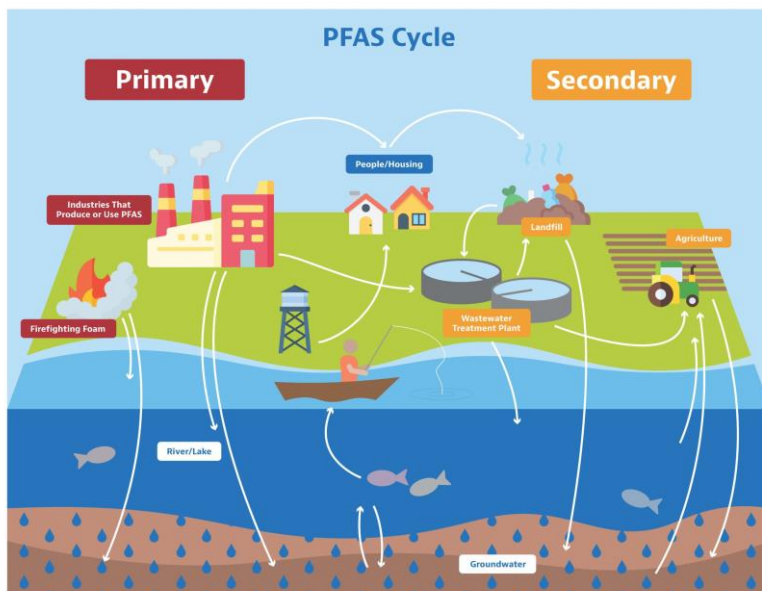 PFAS Cycle
Primary
Secondary
People/Housing
Industries That
Produce or Use PFAS
Landfill
Agriculture
Firefighting Foam
Wastewater
Treatment Plant
River/Lake
Groundwater